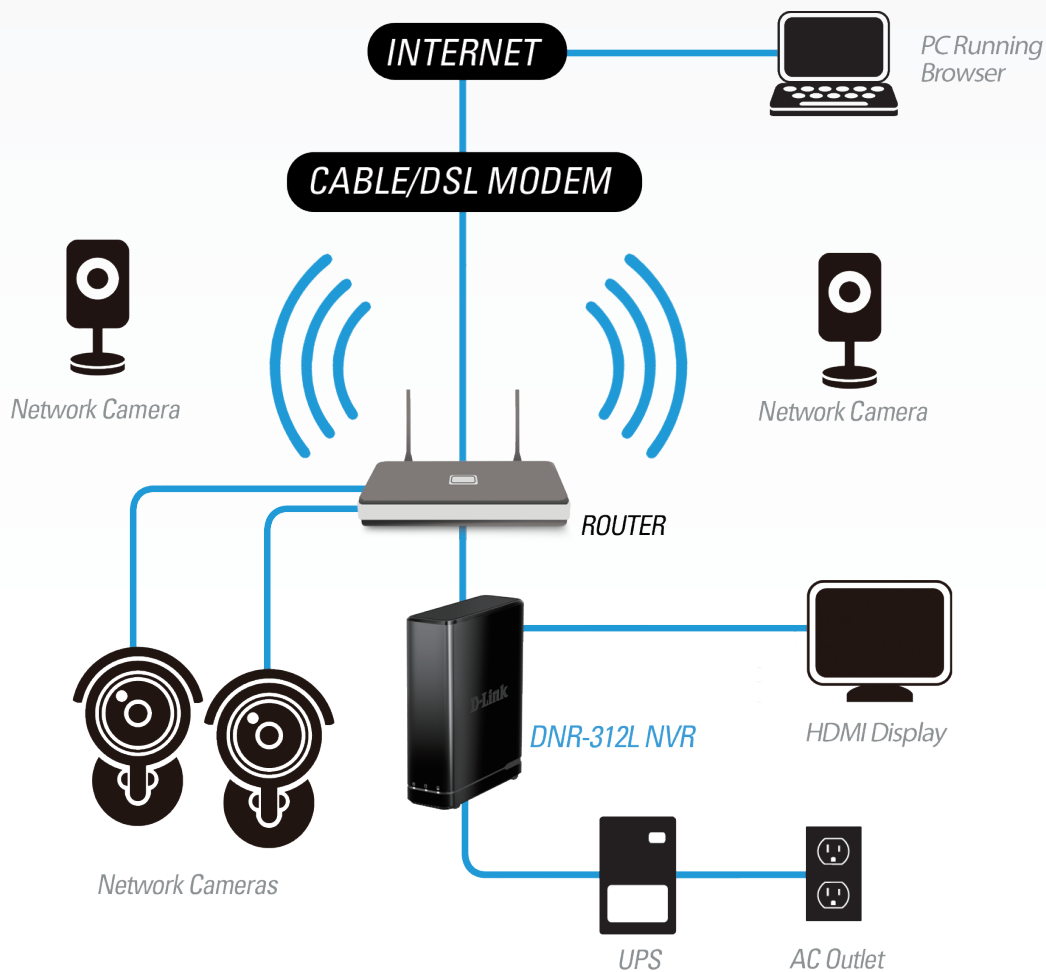 INTERNET
PC Running
Browser
CABLE/DSL MODEM
Network Camera
Network Camera
ROUTER
D-Link
DNR-312L NVR
HDMI Display
Network Cameras
UPS
AC Outlet